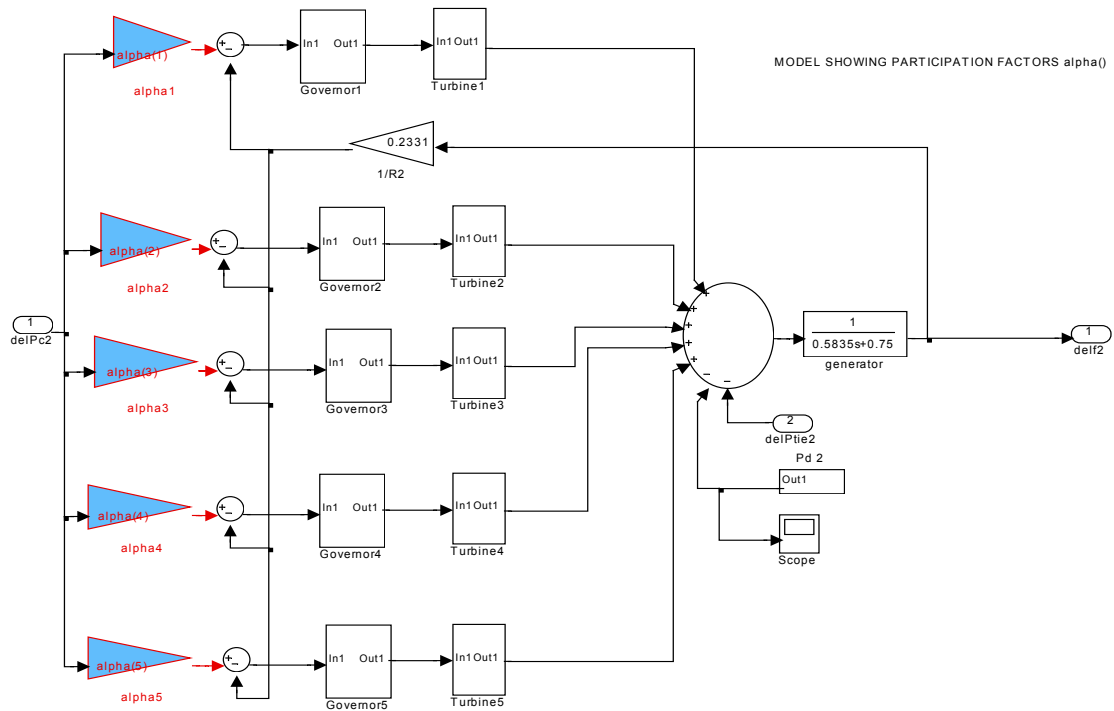 MODEL SHOWING PARTICIPATION FACTORS alpha()
alpha(1)
+
−
In1 Out1
In1 Out1
alpha1
Governor1
Turbine1
0.2331
1/R2
alpha(2)
+
−
In1 Out1
In1 Out1
alpha2
Governor2
Turbine2
1
delPc2
alpha(3)
+
−
In1 Out1
In1 Out1
alpha3
Governor3
Turbine3
+
+
+
+
+
−
−
1
0.5835s+0.75
generator
1
delf2
2
delPtie2
Pd 2
Out1
Scope
alpha(4)
+
−
In1 Out1
In1 Out1
alpha4
Governor4
Turbine4
alpha(5)
+
−
In1 Out1
In1 Out1
alpha5
Governor5
Turbine5